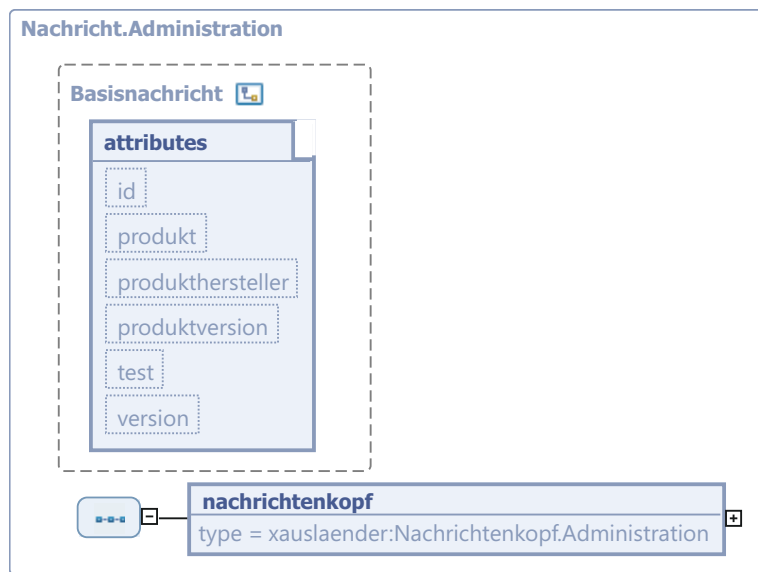 Nachricht.Administration
Basisnachricht
attributes
id
produkt
produkthersteller
produktversion
test
version
nachrichtenkopf
type = xauslaender:Nachrichtenkopf.Administration